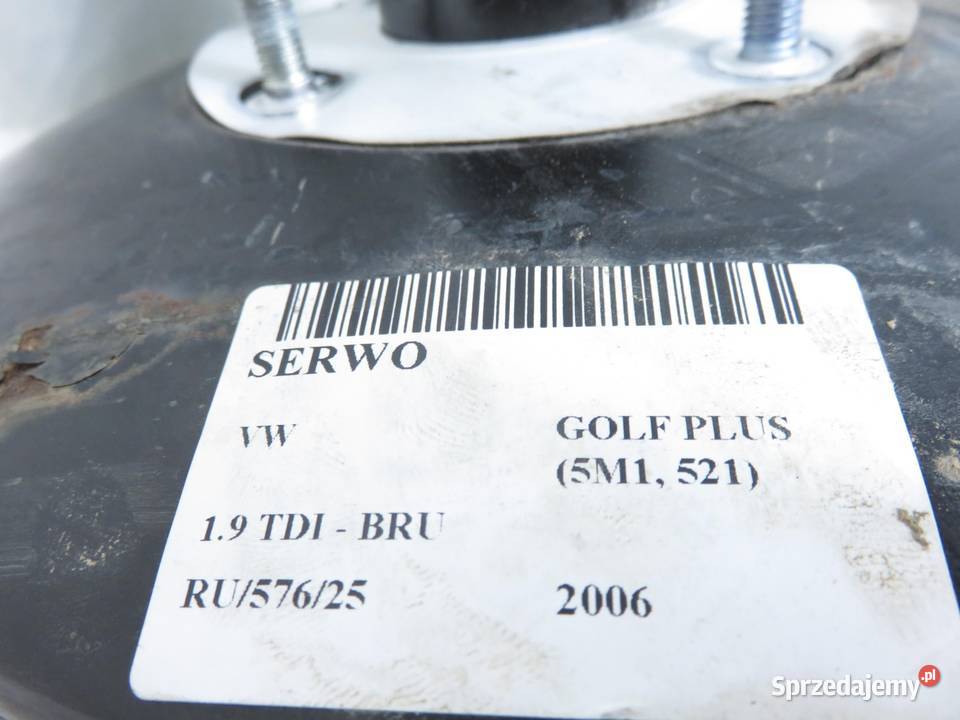 SERWO
VW
GOLF PLUS
(5M1, 521)
1.9 TDI - BRU
RU/576/25
2006
Sprzedajemy.pl